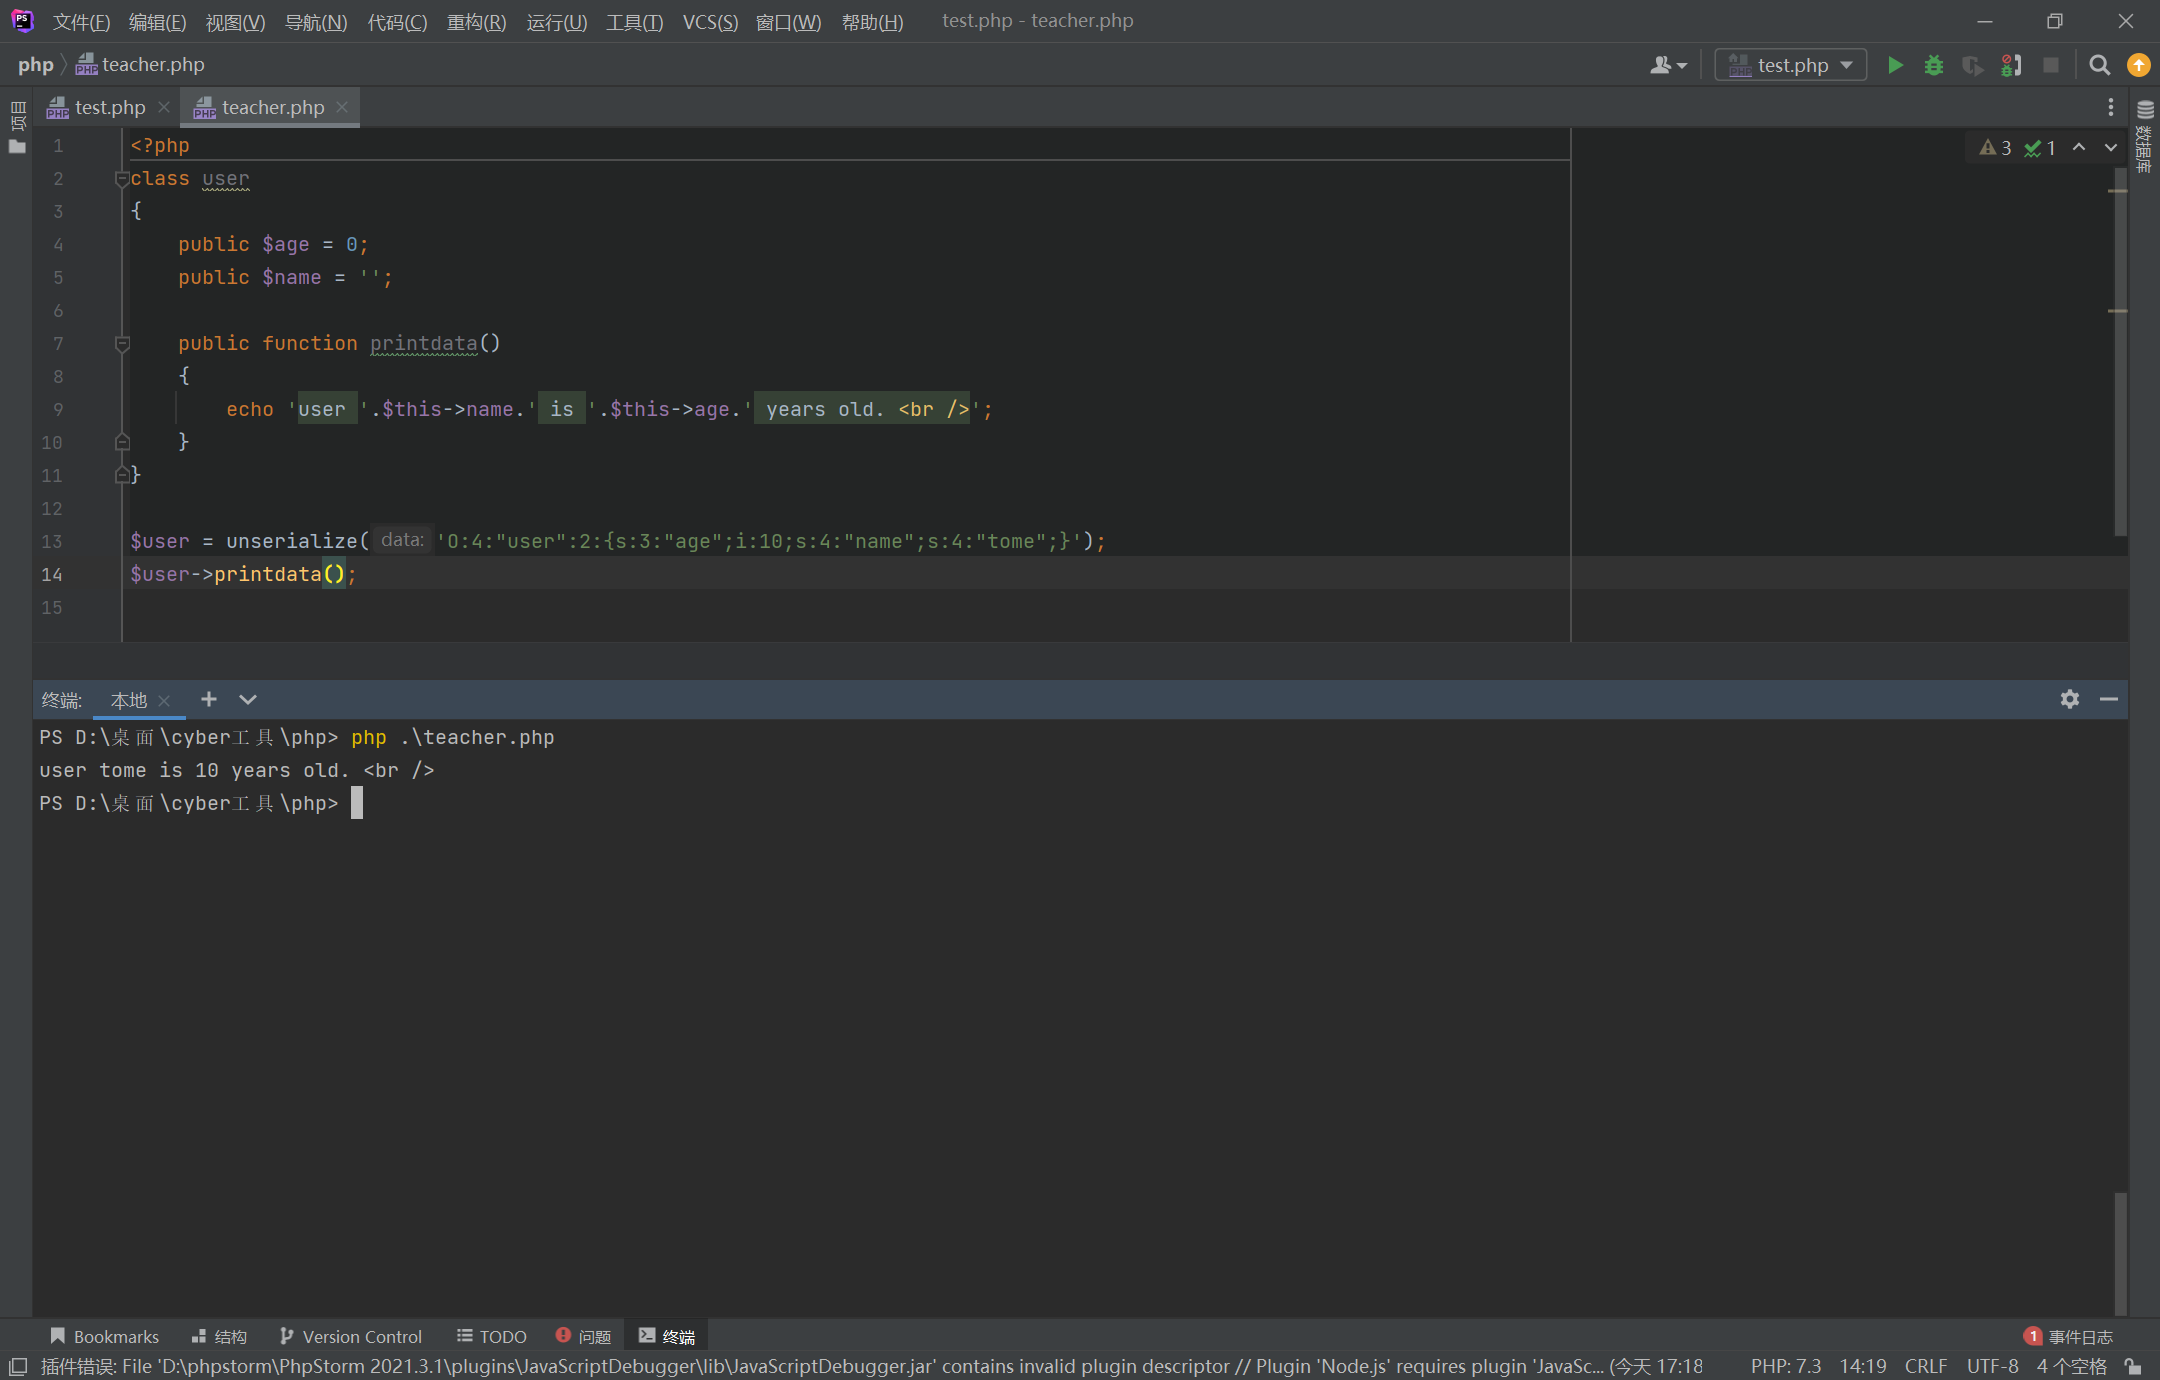 文件(F) 编辑(E) 视图(V) 导航(N) 代码(C) 重构(R) 运行(U) 工具(T) VCS(S) 窗口(W) 帮助(H) test.php - teacher.php
php teacher.php test.php
项目
test.php teacher.php
数据库
3 1
1 <?php
2 class user
3 {
4 public $age = 0;
5 public $name = '';
6
7 public function printdata()
8 {
9 echo 'user '.$this->name.' is '.$this->age.' years old. <br />';
10 }
11 }
12
13 $user = unserialize( data: 'O:4:"user":2:{s:3:"age";i:10;s:4:"name";s:4:"tome";}');
14 $user->printdata();
15
终端: 本地
PS D:\桌面\cyber工具\php> php .\teacher.php
user tome is 10 years old. <br />
PS D:\桌面\cyber工具\php>
Bookmarks 结构 Version Control TODO 问题 终端 1 事件日志
插件错误: File 'D:\phpstorm\PhpStorm 2021.3.1\plugins\JavaScriptDebugger\lib\JavaScriptDebugger.jar' contains invalid plugin descriptor // Plugin 'Node.js' requires plugin 'JavaSc... (今天 17:18 PHP: 7.3 14:19 CRLF UTF-8 4 个空格